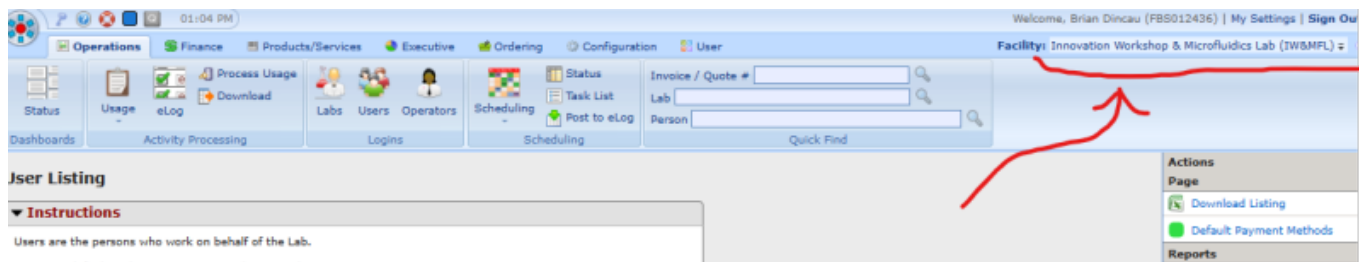 01:04 PM
Welcome, Brian Dincau (FBS012436) | My Settings | Sign Ou
Operations Finance Products/Services Executive Ordering Configuration User
Facility: Innovation Workshop & Microfluidics Lab (IW&MFL)
Status Usage eLog Process Usage Download Labs Users Operators Scheduling Status Task List Post to eLog
Invoice / Quote #
Lab
Person
Dashboards Activity Processing Logins Scheduling Quick Find
User Listing
Actions
Page
Instructions
Download Listing
Users are the persons who work on behalf of the Lab.
Default Payment Methods
Reports